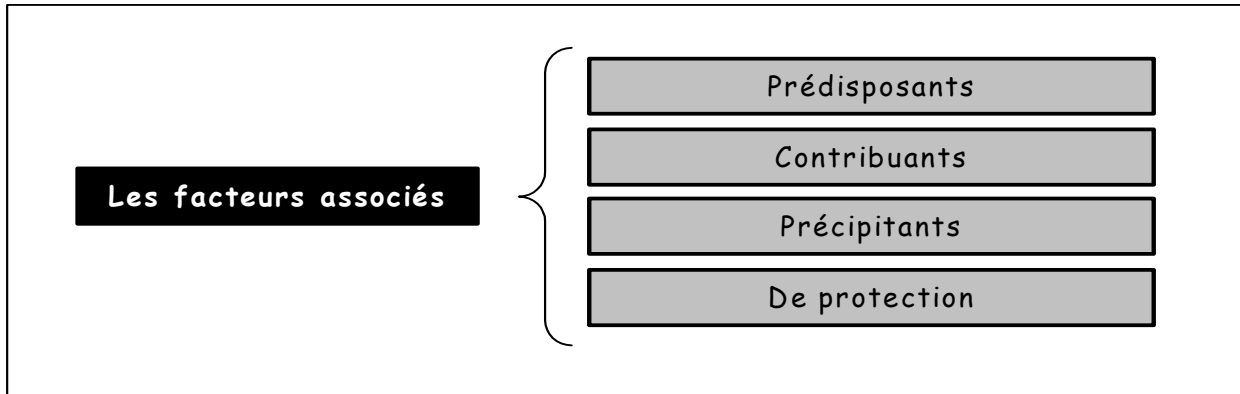 Les facteurs associés
Prédisposants
Contribuants
Précipitants
De protection